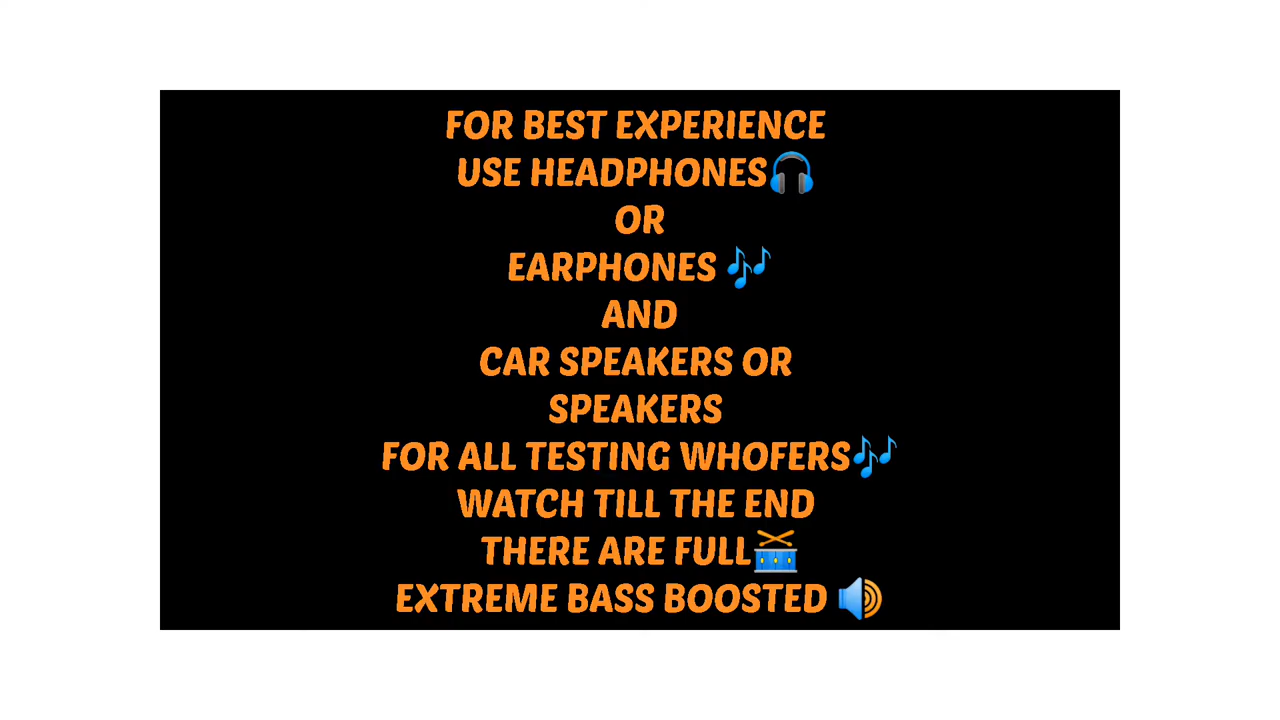 FOR BEST EXPERIENCE
USE HEADPHONES🎧
OR
EARPHONES 🎶
AND
CAR SPEAKERS OR
SPEAKERS
FOR ALL TESTING WHOFERS🎶
WATCH TILL THE END
THERE ARE FULL🥁
EXTREME BASS BOOSTED 🔊